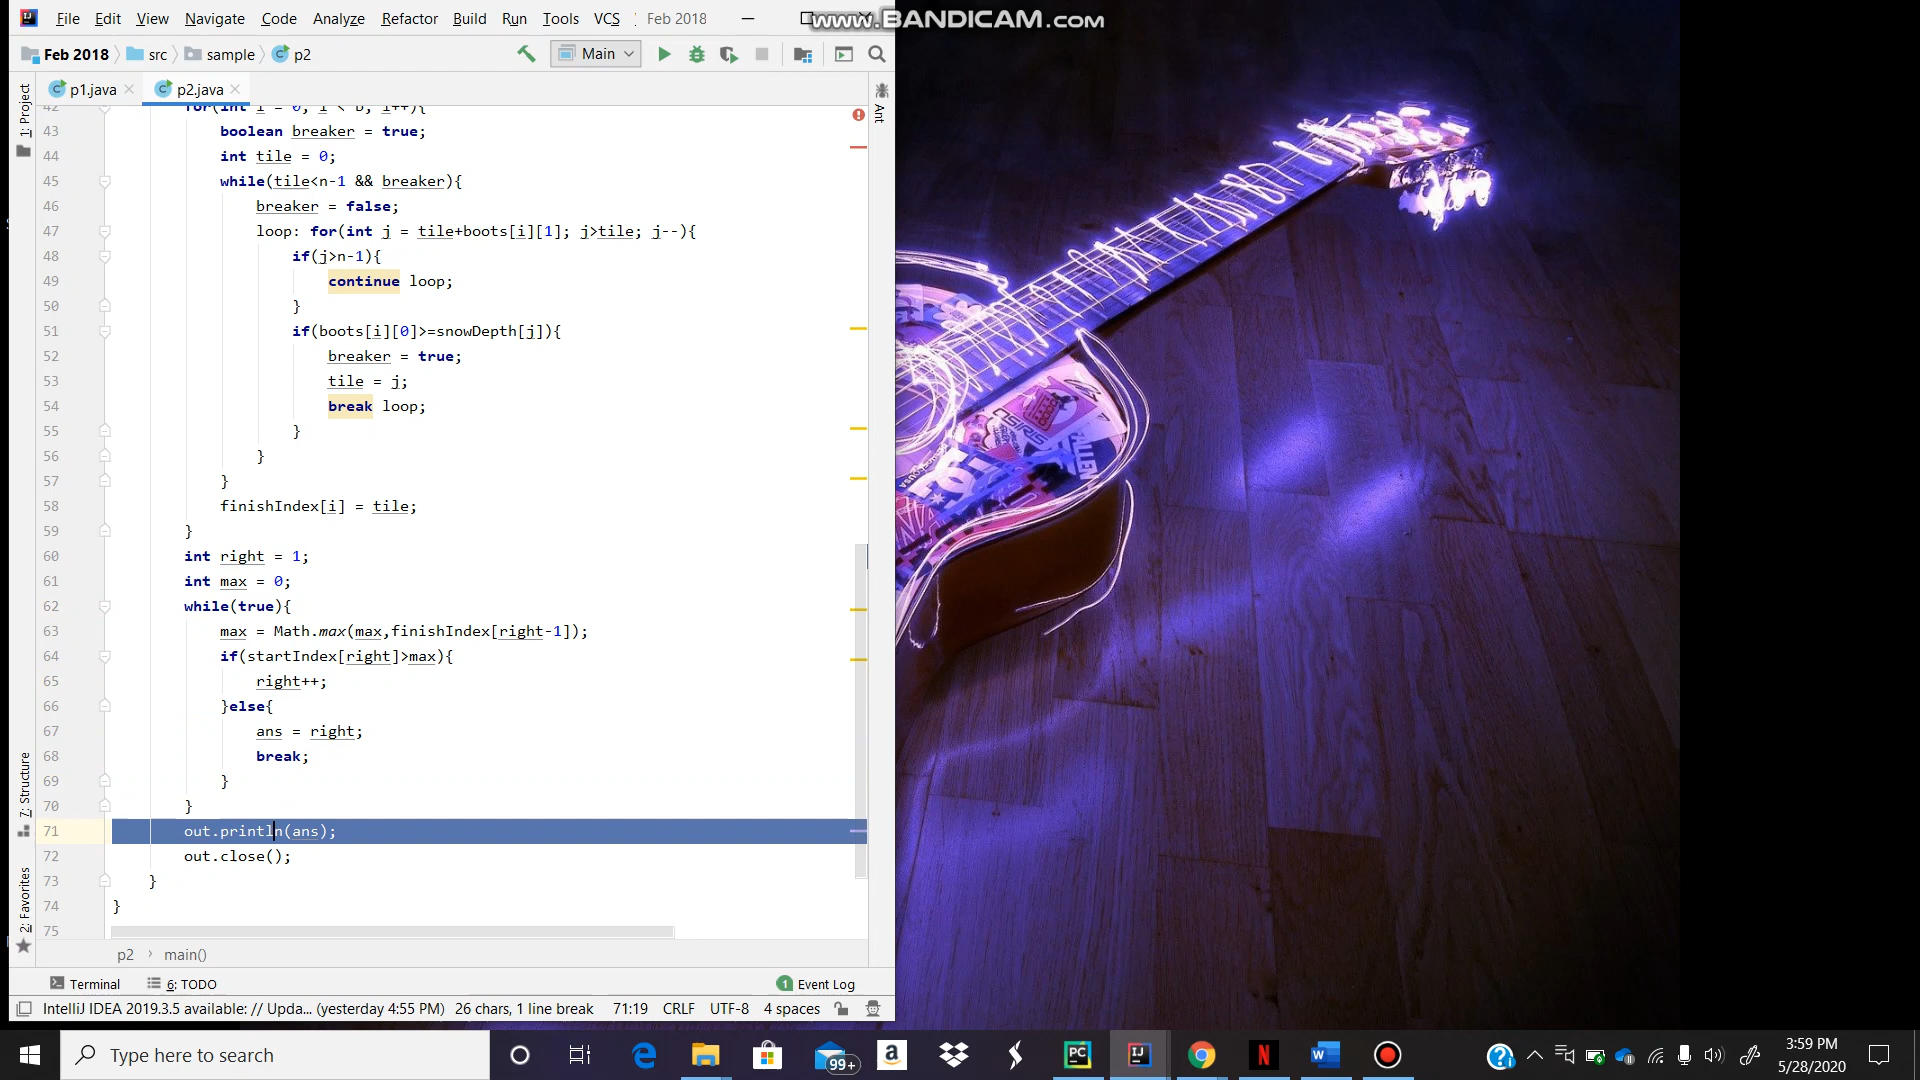 File Edit View Navigate Code Analyze Refactor Build Run Tools VCS Feb 2018
www.BANDICAM.com
Feb 2018 src sample p2
Main
p1.java p2.java
1: Project
Ant
42 for(int i = 0; i < b; i++){
43 boolean breaker = true;
44 int tile = 0;
45 while(tile<n-1 && breaker){
46 breaker = false;
47 loop: for(int j = tile+boots[i][1]; j>tile; j--){
48 if(j>n-1){
49 continue loop;
50 }
51 if(boots[i][0]>=snowDepth[j]){
52 breaker = true;
53 tile = j;
54 break loop;
55 }
56 }
57 }
58 finishIndex[i] = tile;
59 }
60 int right = 1;
61 int max = 0;
62 while(true){
63 max = Math.max(max,finishIndex[right-1]);
64 if(startIndex[right]>max){
65 right++;
66 }else{
67 ans = right;
68 break;
69 }
70 }
71 out.println(ans);
72 out.close();
73 }
74 }
75
7: Structure
2: Favorites
p2 main()
Terminal 6: TODO 1 Event Log
IntelliJ IDEA 2019.3.5 available: // Upda... (yesterday 4:55 PM) 26 chars, 1 line break 71:19 CRLF UTF-8 4 spaces
Type here to search
99+
3:59 PM
5/28/2020